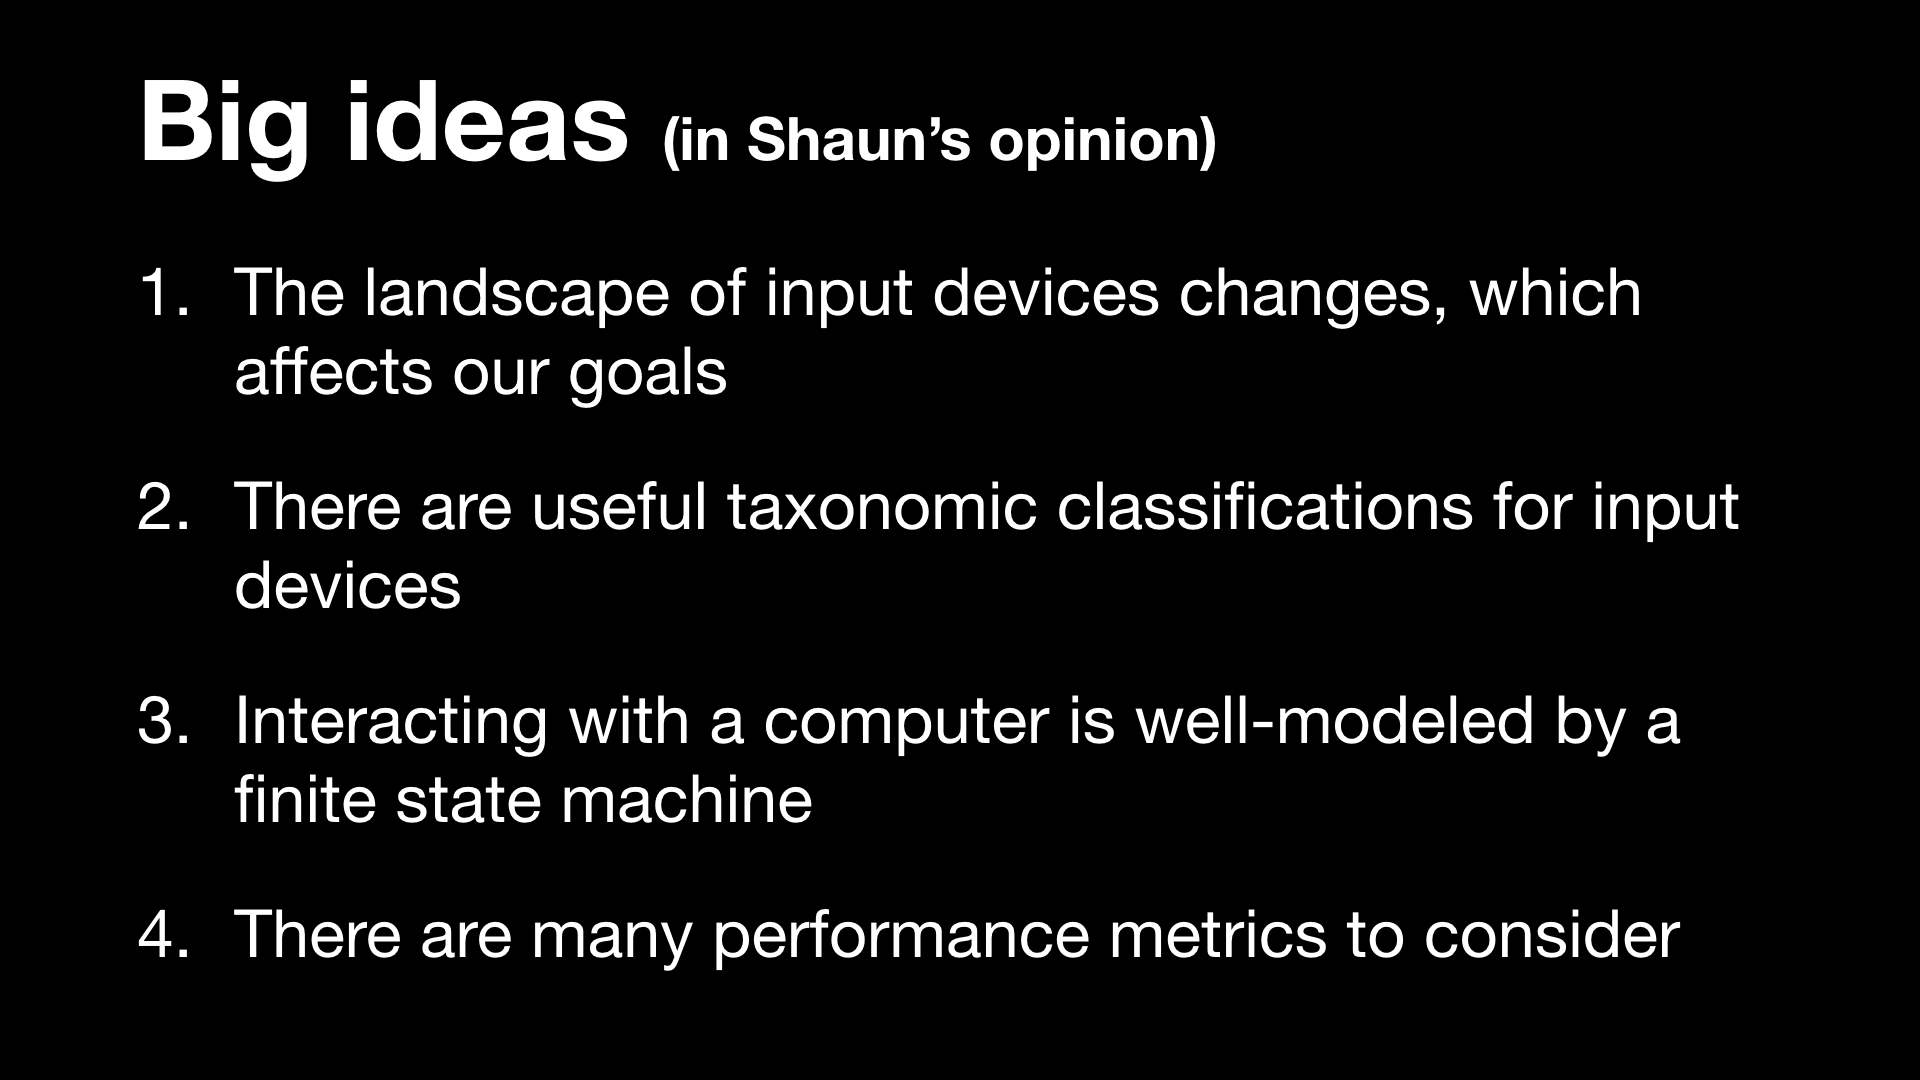 Big ideas (in Shaun’s opinion)
1. The landscape of input devices changes, which
affects our goals
2. There are useful taxonomic classifications for input
devices
3. Interacting with a computer is well-modeled by a
finite state machine
4. There are many performance metrics to consider